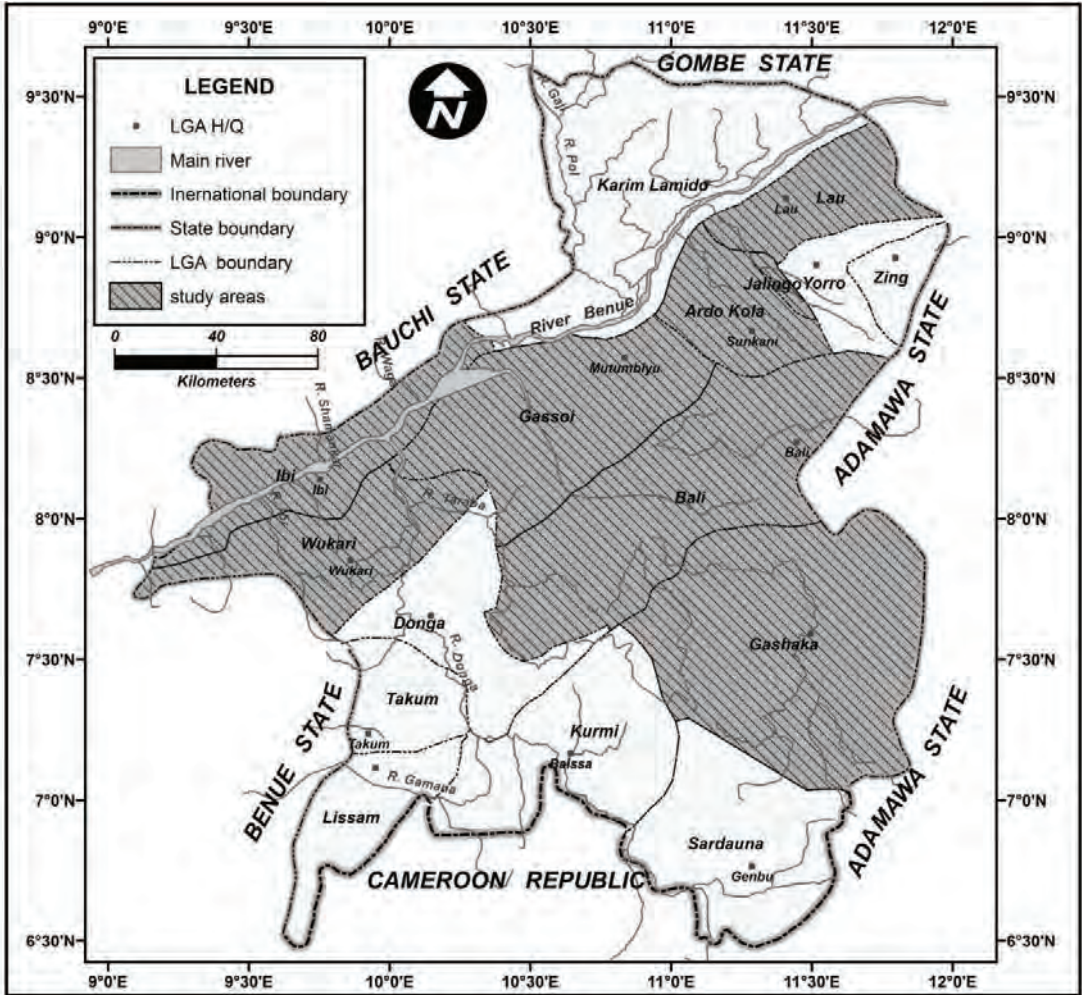 9°0'E 9°30'E 10°0'E 10°30'E 11°0'E 11°30'E 12°0'E
GOMBE STATE
LEGEND
LGA H/Q
Main river
Inernational boundary
State boundary
LGA boundary
study areas
0 40 80
Kilometers
N
9°30'N 9°30'N
9°0'N 9°0'N
8°30'N 8°30'N
8°0'N 8°0'N
7°30'N 7°30'N
7°0'N 7°0'N
6°30'N 6°30'N
R. Gaji
R. Pol
Karim Lamido
Lau
Lau
Jalingo
Yorro
Zing
BAUCHI STATE
River Benue
Ardo Kola
Sunkani
Mutumbiyu
ADAMAWA STATE
Gassoi
Bali
Bali
Ibi
Ibi
R. Taraba
Wukari
Wukari
Donga
R. Donga
Gashaka
Takum
Takum
Kurmi
Baissa
BENUE STATE
R. Gamana
Lissam
ADAMAWA STATE
Sardauna
Genbu
CAMEROON REPUBLIC
9°0'E 9°30'E 10°0'E 10°30'E 11°0'E 11°30'E 12°0'E